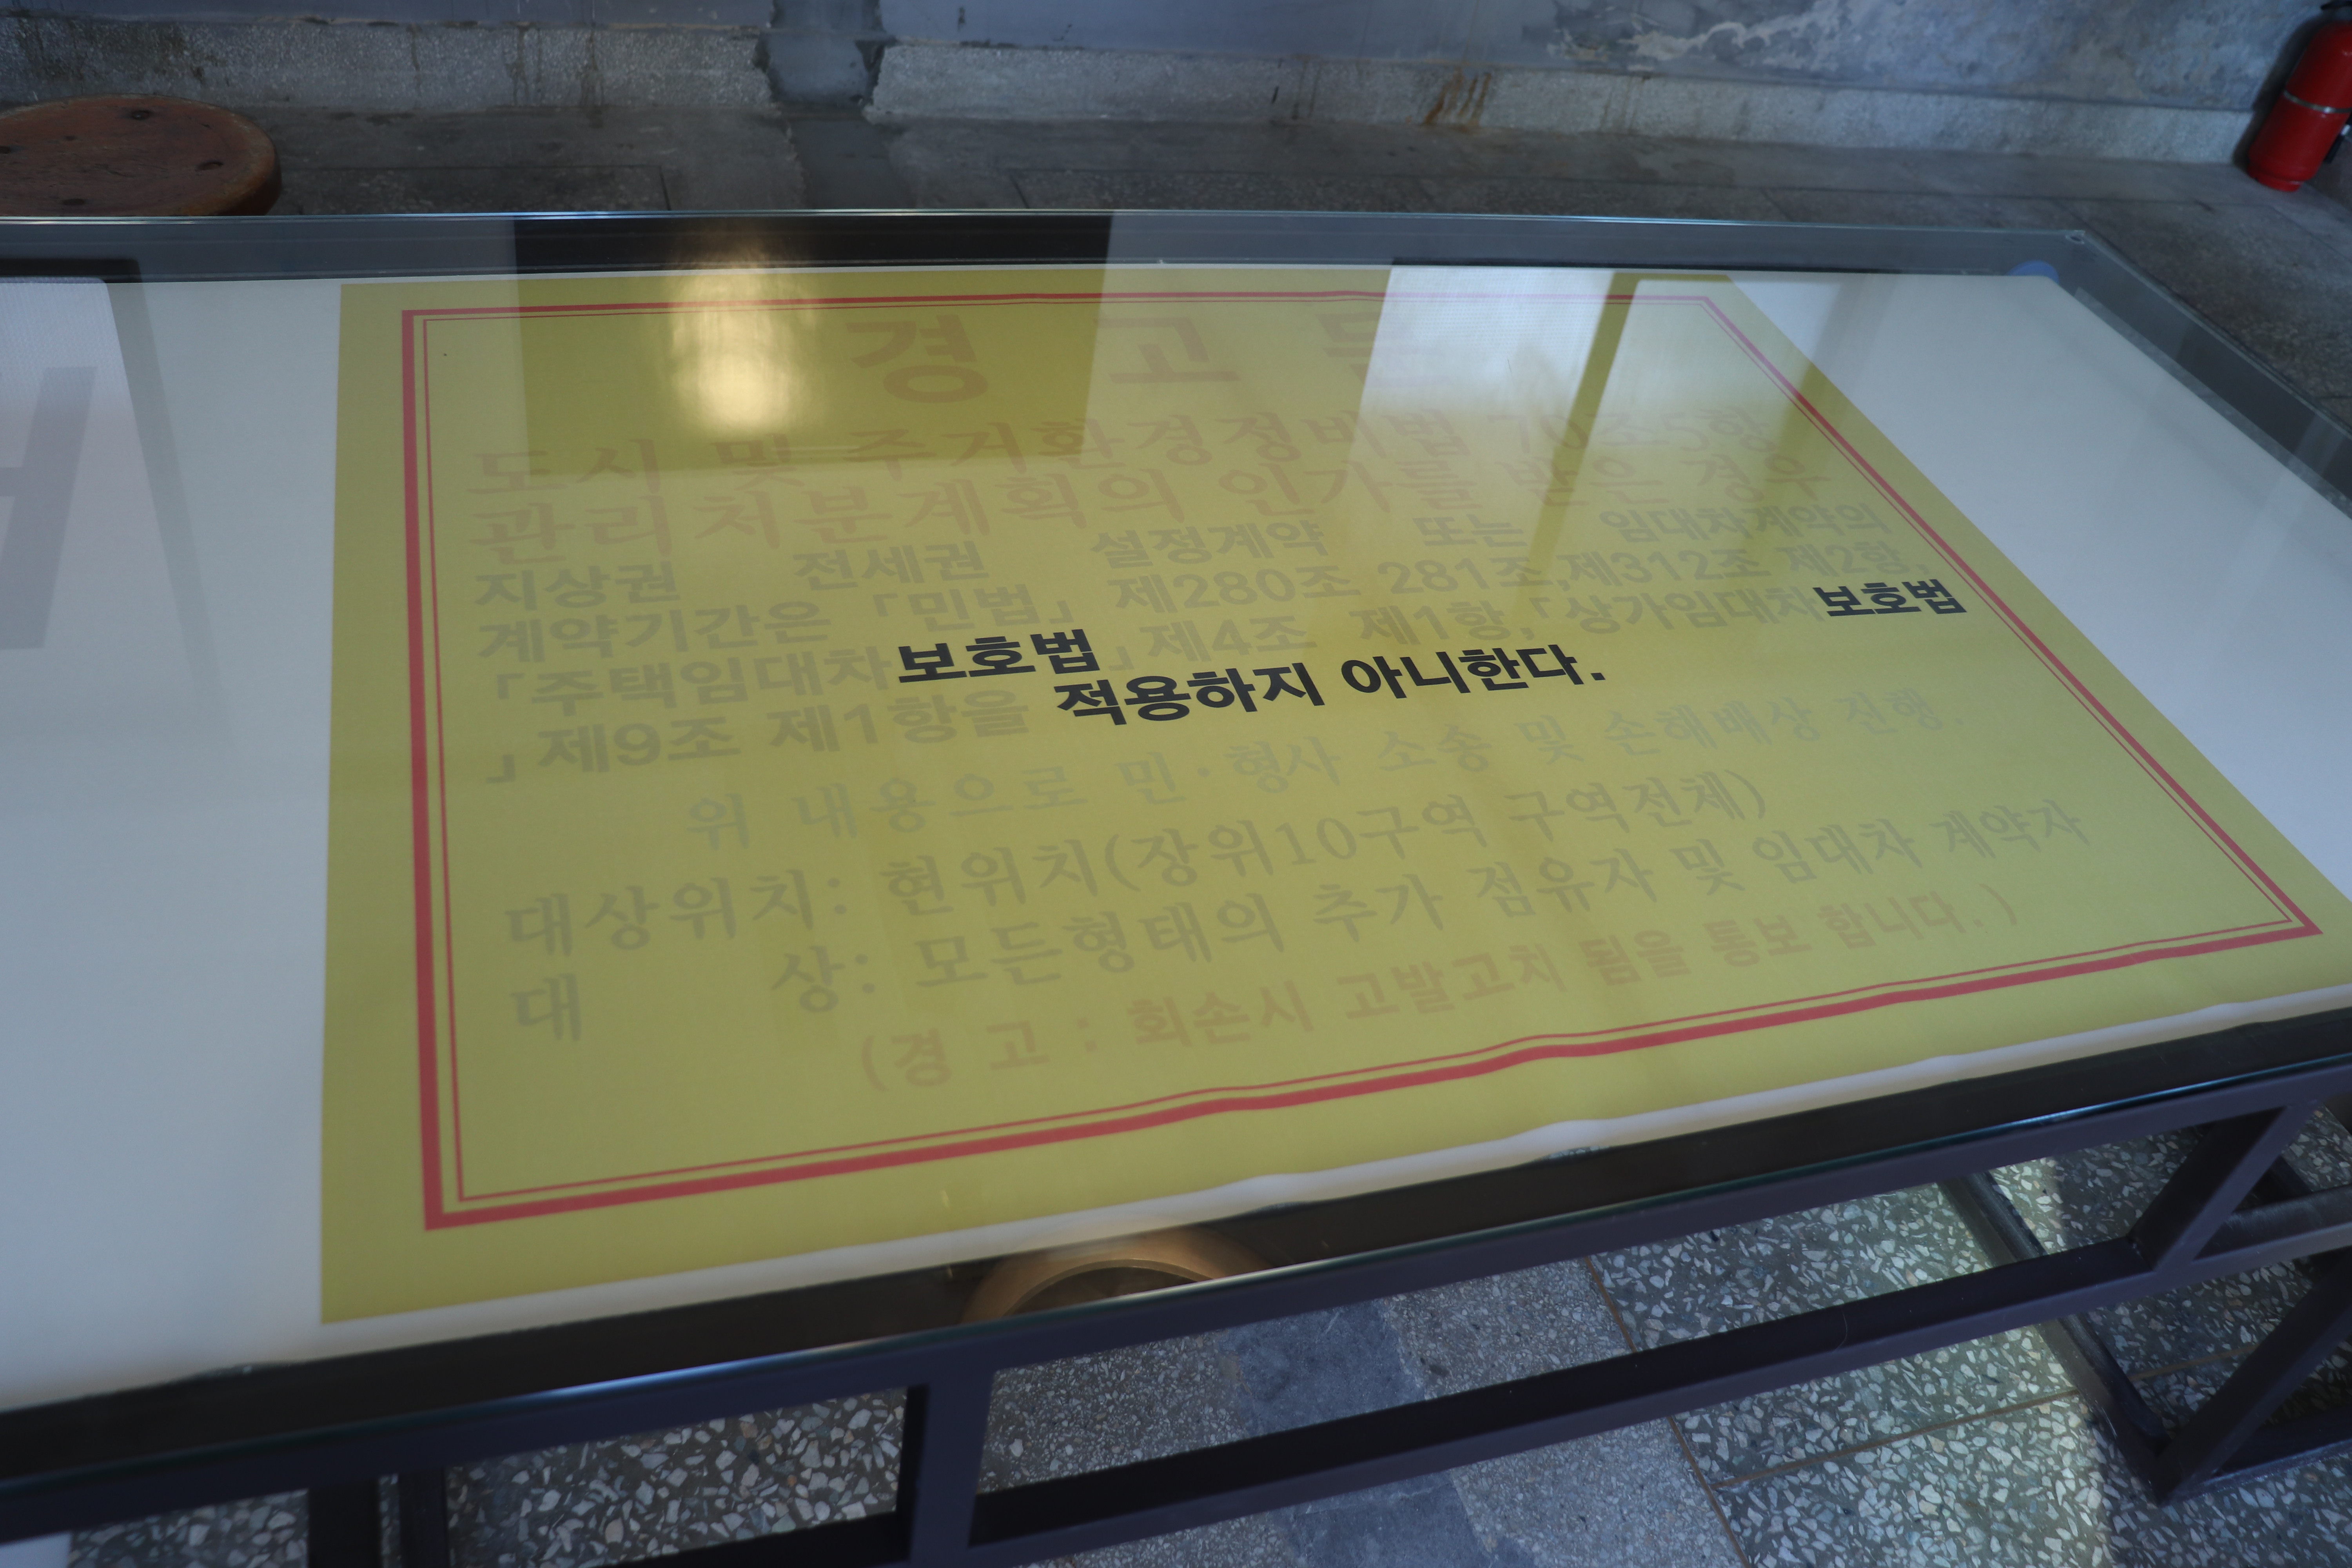 경 고 문
도시 및 주거환경정비법 70조5항
관리처분계획의 인가를 받은 경우
지상권 전세권 설정계약 또는 임대차계약의
계약기간은 「민법」 제280조 281조,제312조 제2항,
「주택임대차보호법」제4조 제1항,「상가임대차보호법
」제9조 제1항을 적용하지 아니한다.
위 내용으로 민·형사 소송 및 손해배상 진행.
대상위치: 현위치(장위10구역 구역전체)
대 상: 모든형태의 추가 점유자 및 임대차 계약자
(경 고 : 훼손시 고발고치 됨을 통보 합니다.)